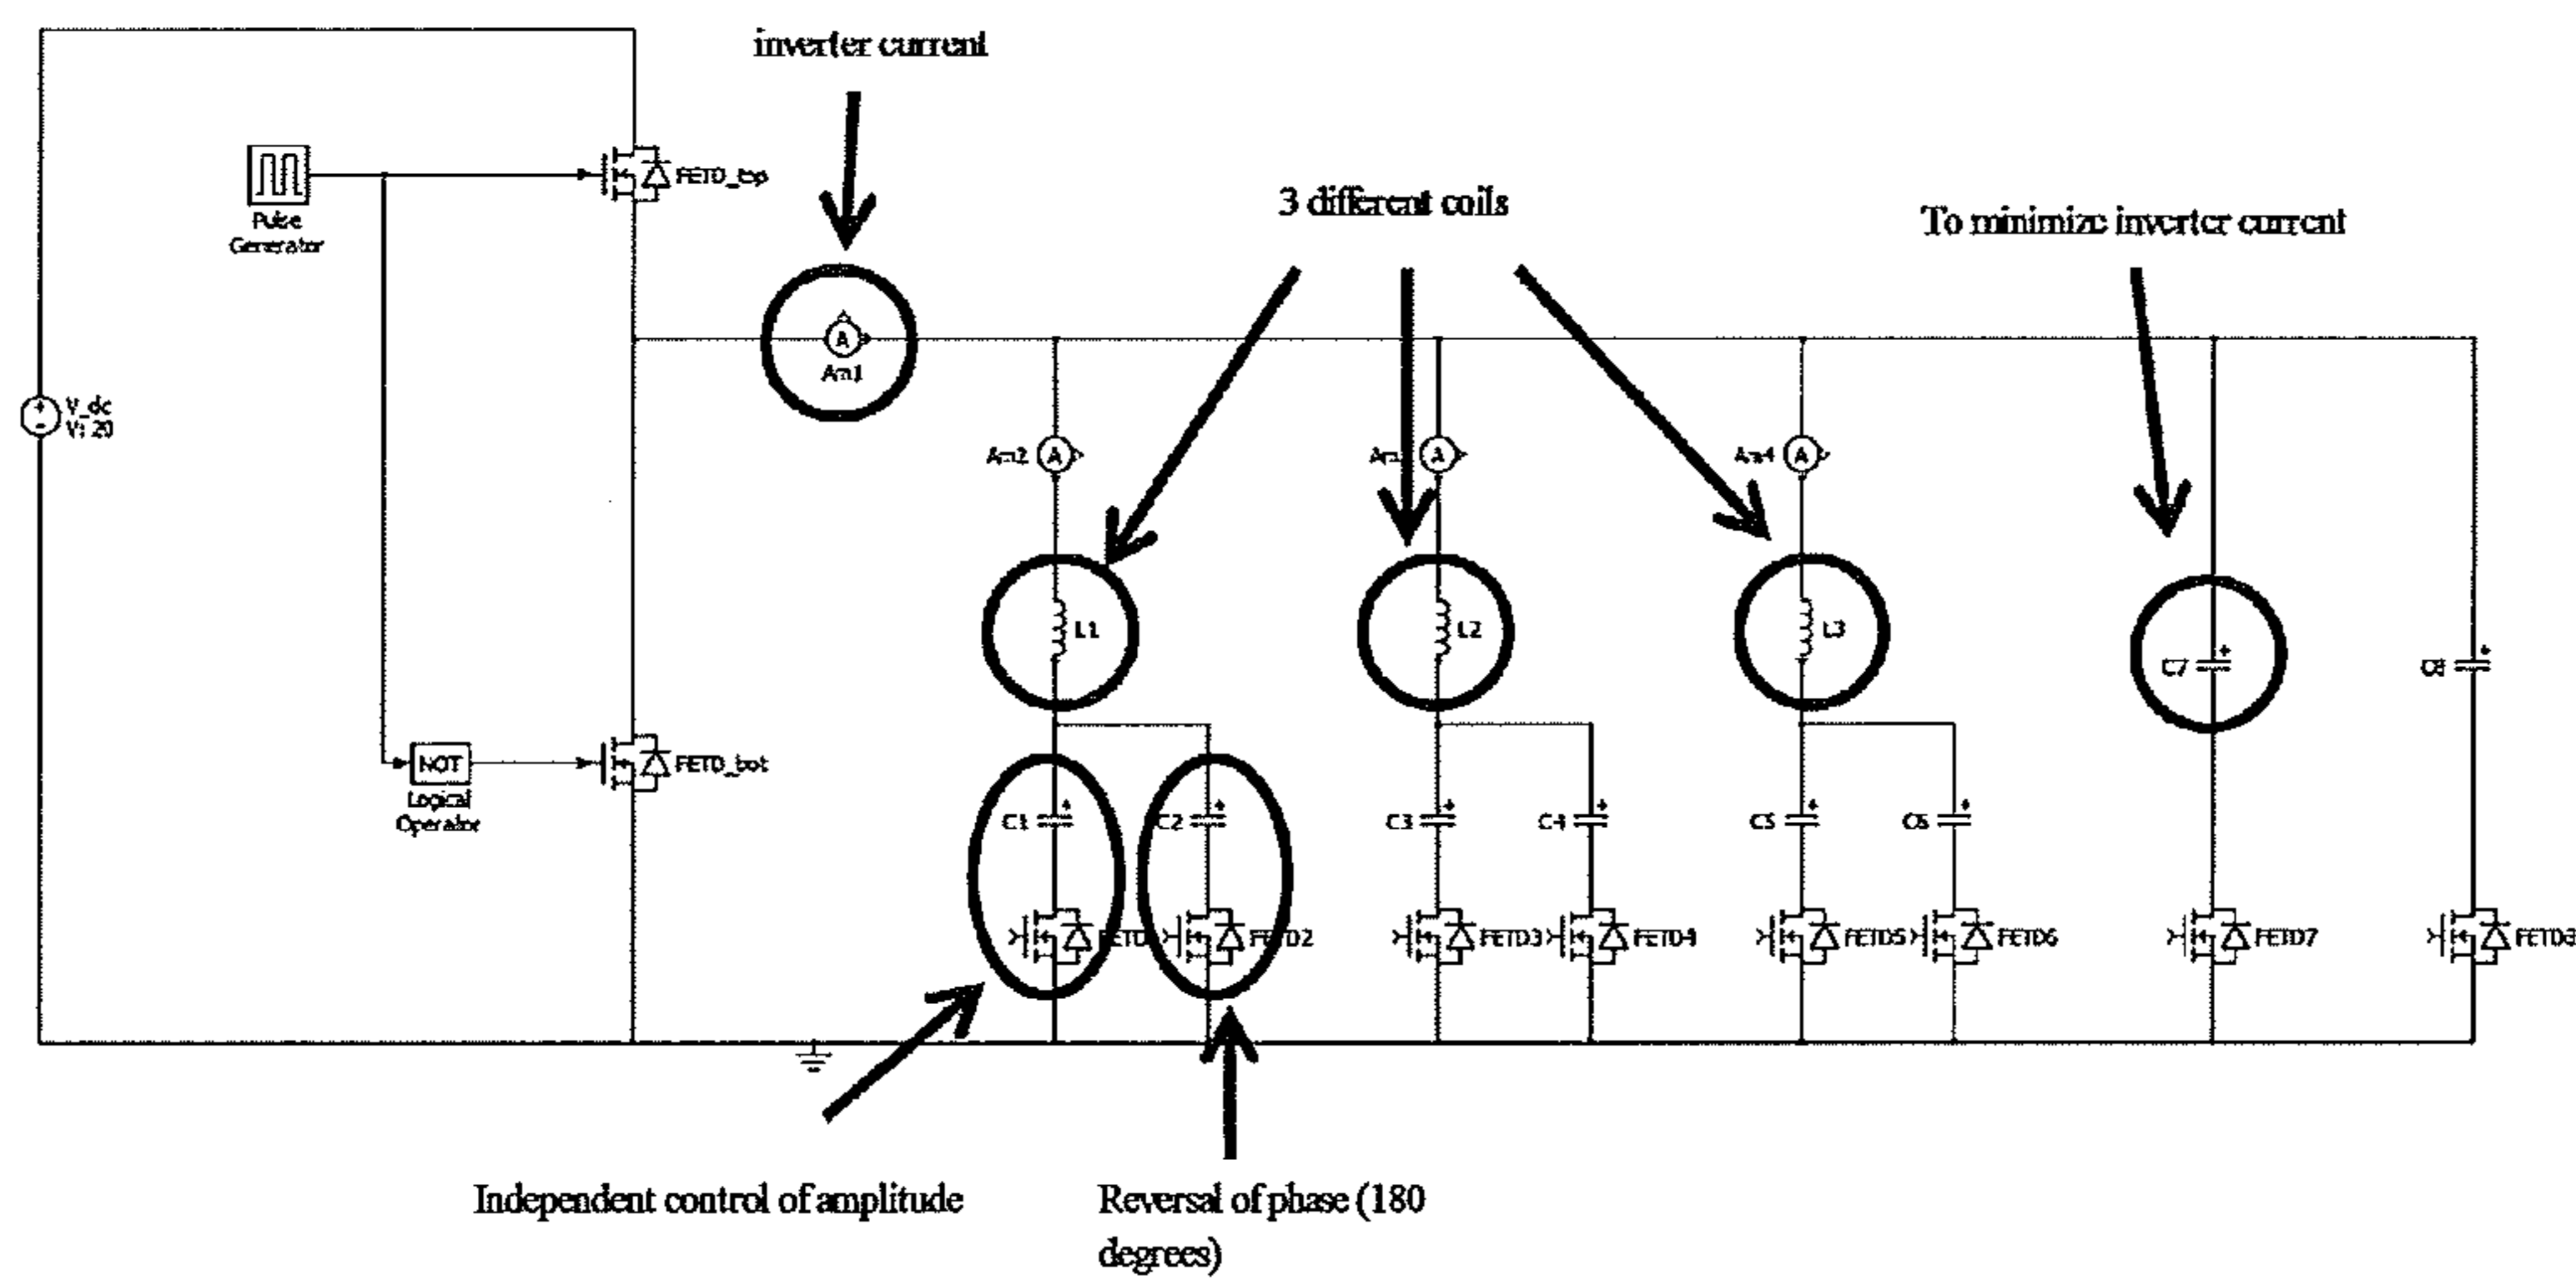 inverter current
3 different coils
To minimize inverter current
FETD_top
Pulse
Generator
Am1
V_dc
V: 20
Am2
Am4
L1
L2
L3
C7
C8
FETD_bot
NOT
Logical
Operator
C1
C2
C3
C4
C5
C6
FETD3
FETD4
FETD5
FETD6
FETD7
Independent control of amplitude
Reversal of phase (180
degrees)